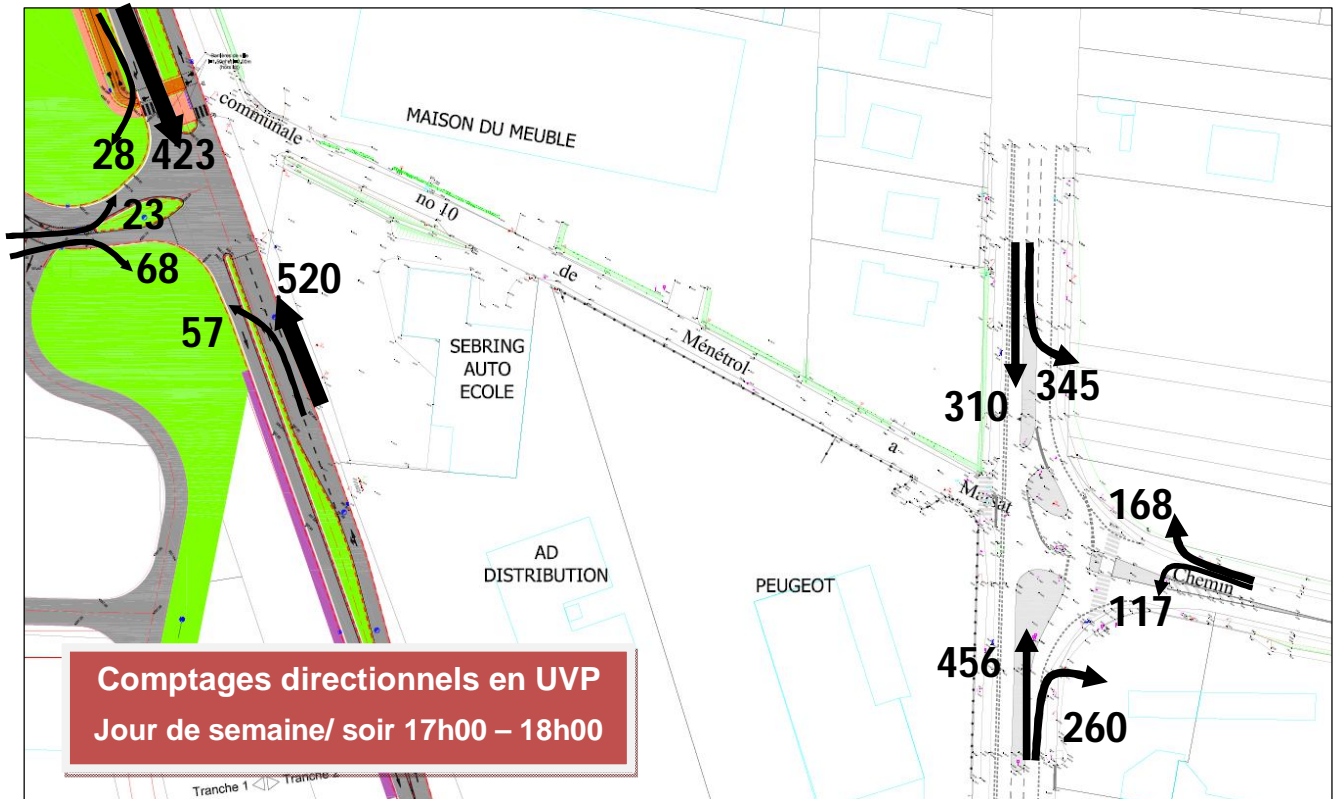 communale
MAISON DU MEUBLE
28
423
no 10
23
68
520
de
57
Ménétrol
SEBRING
AUTO
ECOLE
345
310
a
168
AD
DISTRIBUTION
PEUGEOT
Chemin
117
456
260
Comptages directionnels en UVP
Jour de semaine/ soir 17h00 – 18h00
Tranche 1
Tranche 2